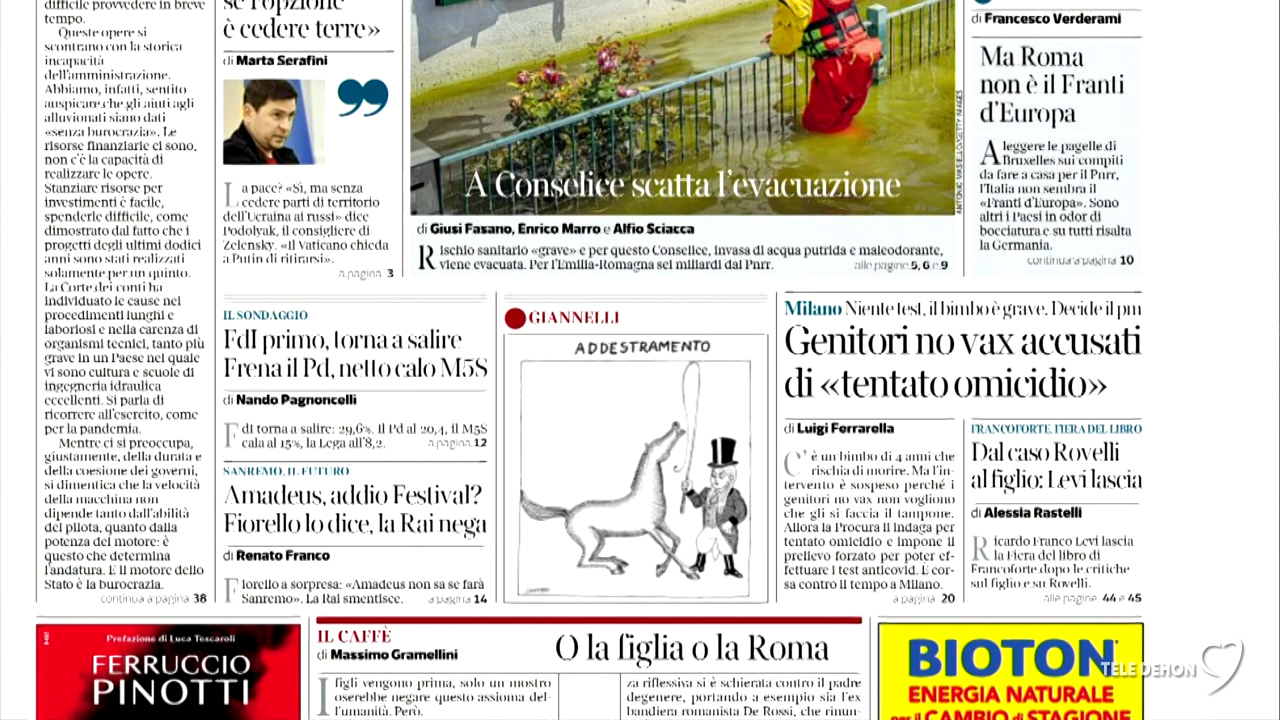 difficile provvedere in breve
tempo.
Queste opere si
scontrano con la storica
incapacità
dell'amministrazione.
Abbiamo, infatti, sentito
auspicare che gli aiuti agli
alluvionati siano dati
«senza burocrazia». Le
risorse finanziarie ci sono,
non c'è la capacità di
realizzare le opere.
Stanziare risorse per
investimenti è facile,
spenderle difficile, come
dimostrato dal fatto che i
progetti degli ultimi dodici
anni sono stati realizzati
solamente per un quinto.
La Corte dei conti ha
individuato le cause nei
procedimenti lunghi e
laboriosi e nella carenza di
organismi tecnici, tanto più
grave in un Paese nel quale
vi sono cultura e scuole di
ingegneria idraulica
eccellenti. Si parla di
ricorrere all'esercito, come
per la pandemia.
Mentre ci si preoccupa,
giustamente, della durata e
della coesione dei governi,
si dimentica che la velocità
della macchina non
dipende tanto dall'abilità
del pilota, quanto dalla
potenza del motore: è
questo che determina
l'andatura. E il motore dello
Stato è la burocrazia.
continua a pagina 38
se l'opzione
è cedere terre»
di Marta Serafini
La pace? «Sì, ma senza
cedere parti di territorio
dell'Ucraina ai russi» dice
Podolyak, il consigliere di
Zelensky. «Il Vaticano chieda
a Putin di ritirarsi».
a pagina 3
A Conselice scatta l'evacuazione
ANTONIO MASIELLO/GETTY IMAGES
di Giusi Fasano, Enrico Marro e Alfio Sciacca
Rischio sanitario «grave» e per questo Conselice, invasa di acqua putrida e maleodorante,
viene evacuata. Per l'Emilia-Romagna sei miliardi dal Pnrr. alle pagine 5, 6 e 9
di Francesco Verderami
Ma Roma
non è il Franti
d'Europa
A leggere le pagelle di
Bruxelles sui compiti
da fare a casa per il Pnrr,
l'Italia non sembra il
«Franti d'Europa». Sono
altri i Paesi in odor di
bocciatura e su tutti risalta
la Germania.
continua a pagina 10
IL SONDAGGIO
FdI primo, torna a salire
Frena il Pd, netto calo M5S
di Nando Pagnoncelli
FdI torna a salire: 29,6%. Il Pd al 20,4, il M5S
cala al 15%, la Lega all'8,2. a pagina 12
SANREMO, IL FUTURO
Amadeus, addio Festival?
Fiorello lo dice, la Rai nega
di Renato Franco
Fiorello a sorpresa: «Amadeus non sa se farà
Sanremo». La Rai smentisce. a pagina 14
GIANNELLI
ADDESTRAMENTO
Milano Niente test, il bimbo è grave. Decide il pm
Genitori no vax accusati
di «tentato omicidio»
di Luigi Ferrarella
C'è un bimbo di 4 anni che
rischia di morire. Ma l'in-
tervento è sospeso perché i
genitori no vax non vogliono
che gli si faccia il tampone.
Allora la Procura li indaga per
tentato omicidio e impone il
prelievo forzato per poter ef-
fettuare i test anticovid. E cor-
sa contro il tempo a Milano.
a pagina 20
FRANCOFORTE, FIERA DEL LIBRO
Dal caso Rovelli
al figlio: Levi lascia
di Alessia Rastelli
Ricardo Franco Levi lascia
la Fiera del libro di
Francoforte dopo le critiche
sul figlio e su Rovelli.
alle pagine 44 e 45
Prefazione di Luca Tescaroli
FERRUCCIO
PINOTTI
IL CAFFÈ
di Massimo Gramellini
O la figlia o la Roma
I figli vengono prima, solo un mostro
oserebbe negare questo assioma del-
l'umanità. Però,
za riflessiva si è schierata contro il padre
degenere, portando a esempio sia l'ex
bandiera romanista De Rossi, che rinun-
BIOTON
ENERGIA NATURALE
per il CAMBIO di STAGIONE
TELE DEHON